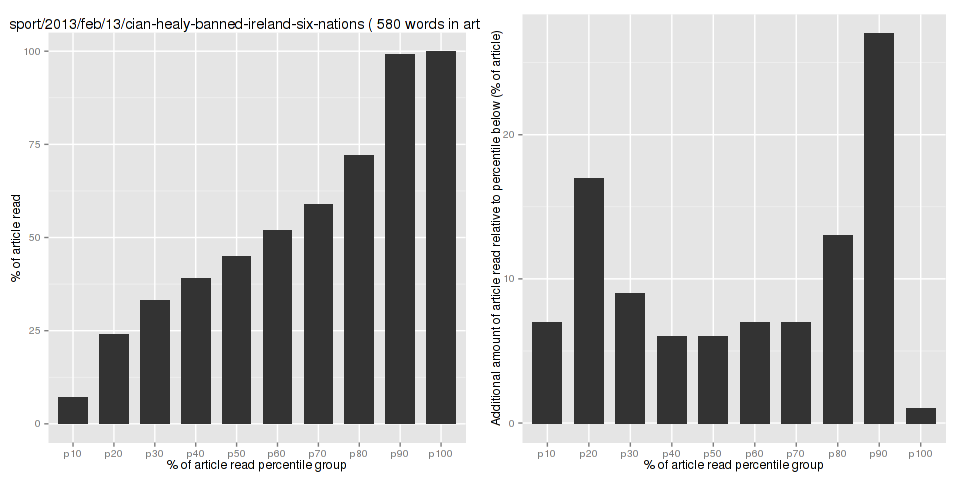 sport/2013/feb/13/cian-healy-banned-ireland-six-nations ( 580 words in art
% of article read
100
75
50
25
0
p10 p20 p30 p40 p50 p60 p70 p80 p90 p100
% of article read percentile group
Additional amount of article read relative to percentile below (% of article)
20
10
0
p10 p20 p30 p40 p50 p60 p70 p80 p90 p100
% of article read percentile group